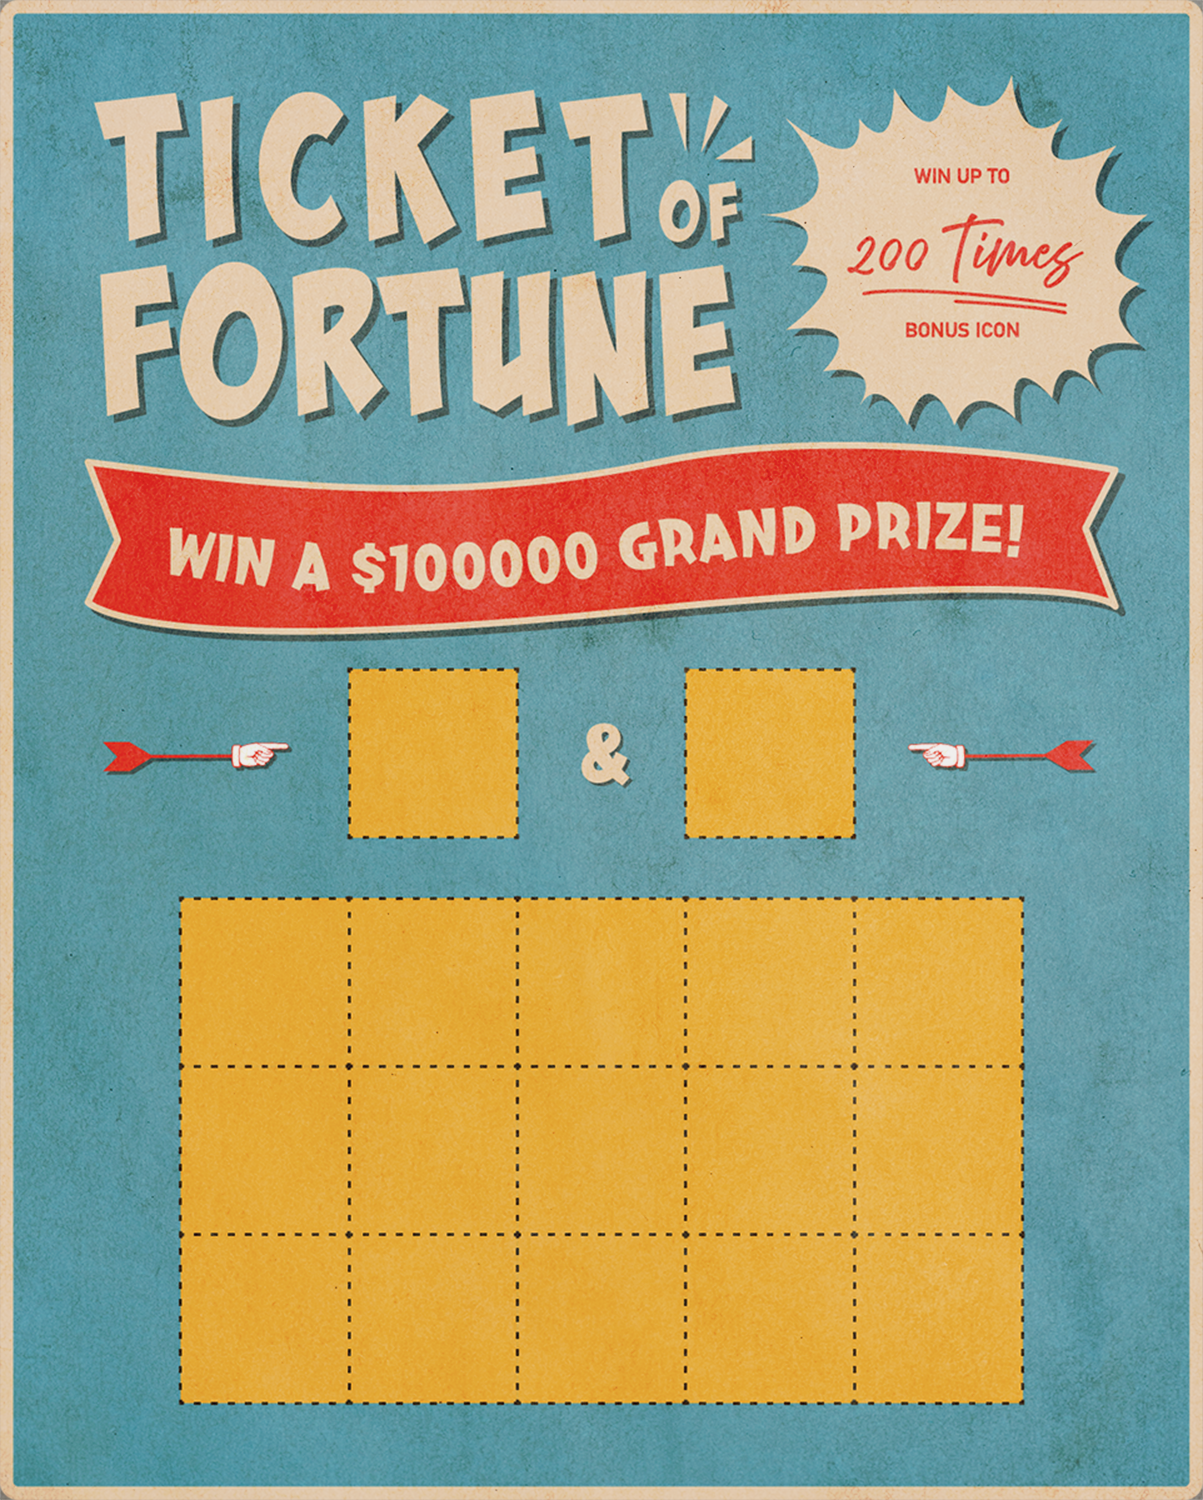 TICKET OF
FORTUNE
WIN UP TO
200 Times
BONUS ICON
WIN A $100000 GRAND PRIZE!
&